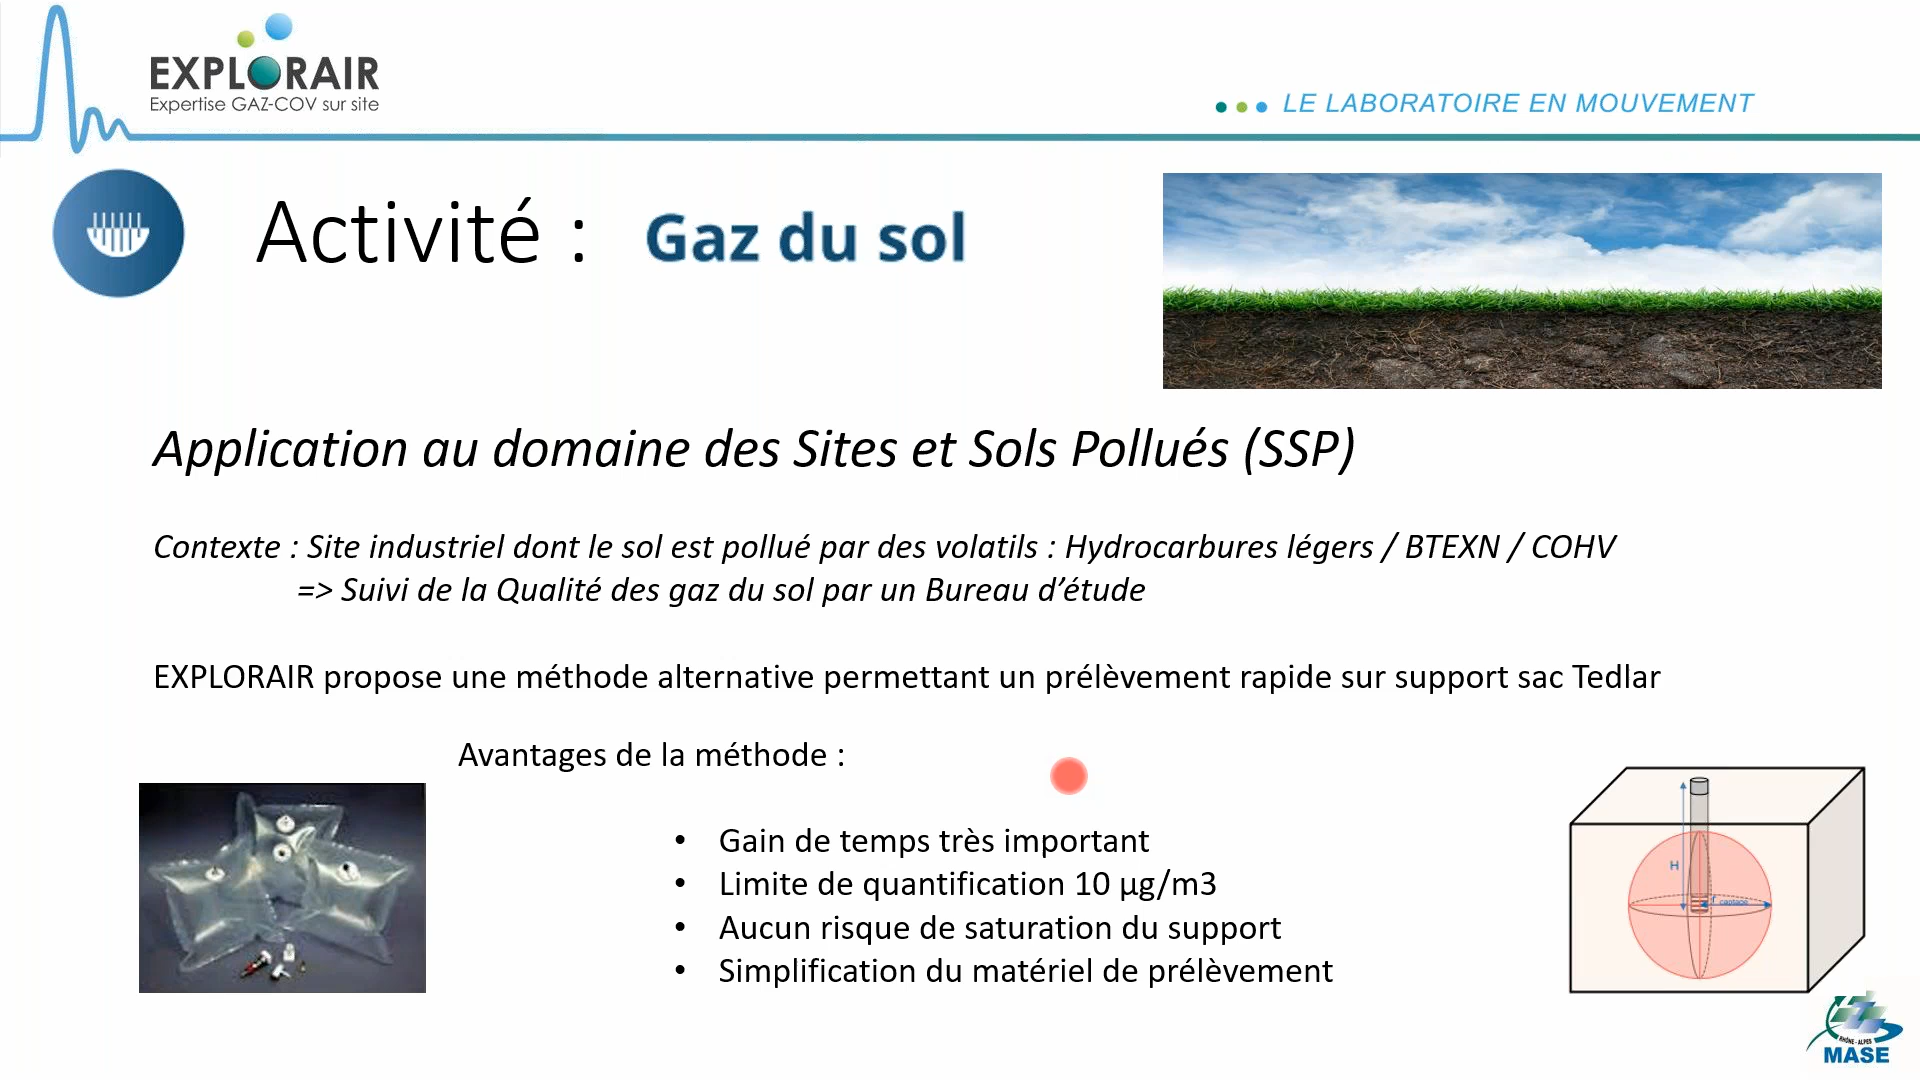 EXPLORAIR
Expertise GAZ-COV sur site
LE LABORATOIRE EN MOUVEMENT
Activité : Gaz du sol
Application au domaine des Sites et Sols Pollués (SSP)
Contexte : Site industriel dont le sol est pollué par des volatils : Hydrocarbures légers / BTEXN / COHV
=> Suivi de la Qualité des gaz du sol par un Bureau d’étude
EXPLORAIR propose une méthode alternative permettant un prélèvement rapide sur support sac Tedlar
Avantages de la méthode :
• Gain de temps très important
• Limite de quantification 10 µg/m3
• Aucun risque de saturation du support
• Simplification du matériel de prélèvement
H
r captage
RHÔNE - ALPES
MASE